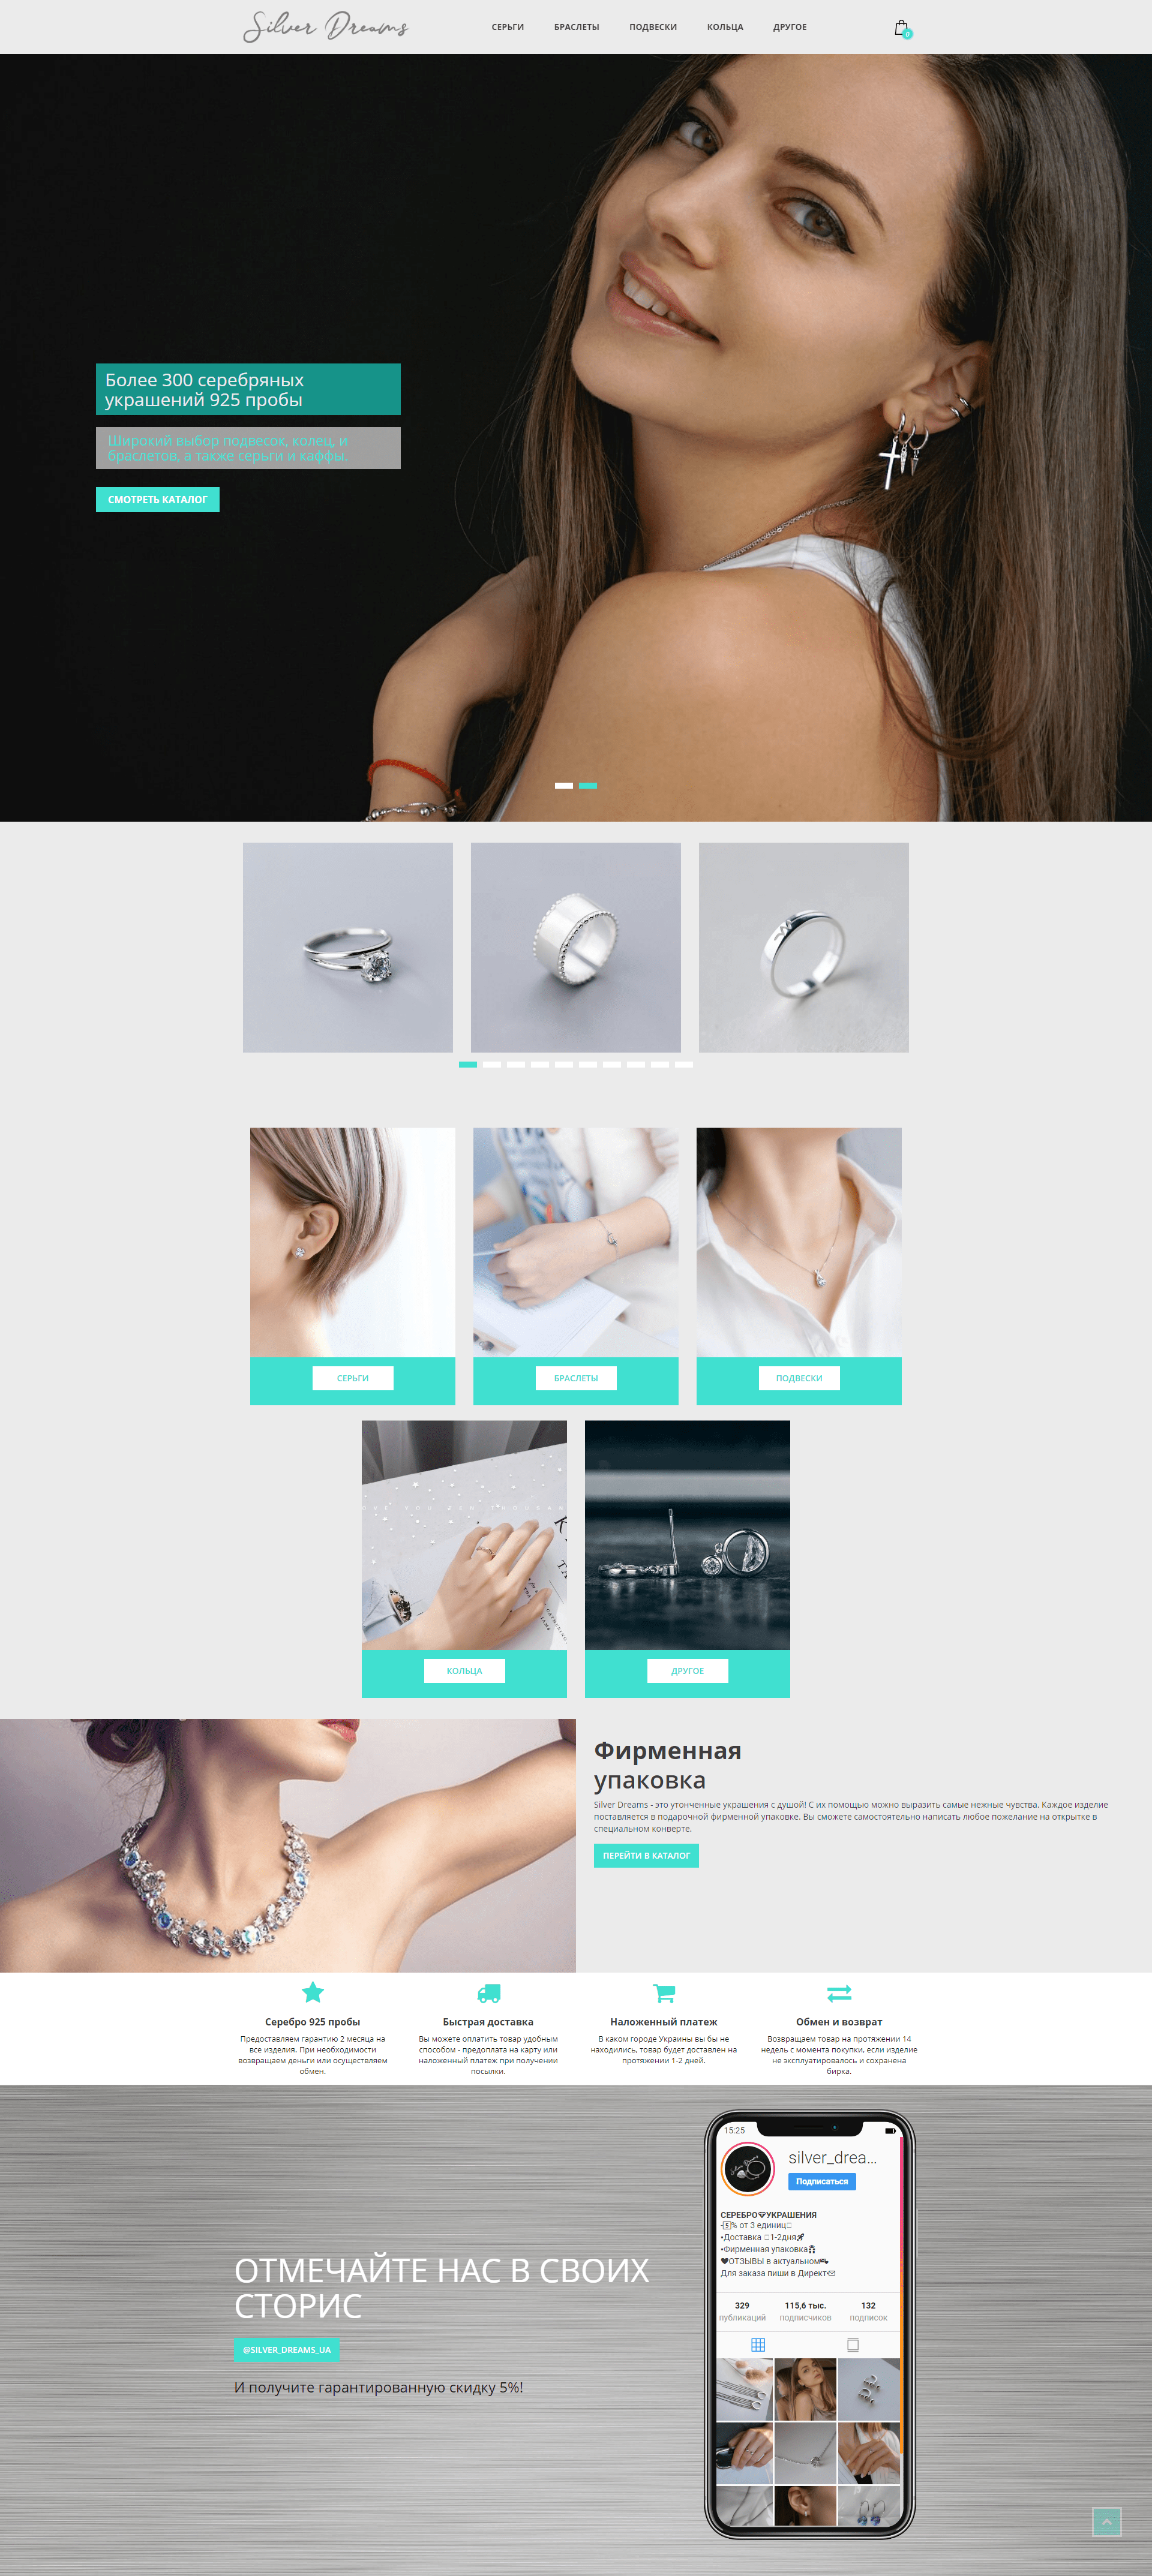 Silver Dreams
СЕРЬГИ БРАСЛЕТЫ ПОДВЕСКИ КОЛЬЦА ДРУГОЕ
0
Более 300 серебряных
украшений 925 пробы
Широкий выбор подвесок, колец, и
браслетов, а также серьги и каффы.
СМОТРЕТЬ КАТАЛОГ
СЕРЬГИ
БРАСЛЕТЫ
ПОДВЕСКИ
КОЛЬЦА
ДРУГОЕ
Фирменная
упаковка
Silver Dreams - это утонченные украшения с душой! С их помощью можно выразить самые нежные чувства. Каждое изделие
поставляется в подарочной фирменной упаковке. Вы сможете самостоятельно написать любое пожелание на открытке в
специальном конверте.
ПЕРЕЙТИ В КАТАЛОГ
Серебро 925 пробы
Предоставляем гарантию 2 месяца на
все изделия. При необходимости
возвращаем деньги или осуществляем
обмен.
Быстрая доставка
Вы можете оплатить товар удобным
способом - предоплата на карту или
наложенный платеж при получении
посылки.
Наложенный платеж
В каком городе Украины вы бы не
находились, товар будет доставлен на
протяжении 1-2 дней.
Обмен и возврат
Возвращаем товар на протяжении 14
недель с момента покупки, если изделие
не эксплуатировалось и сохранена
бирка.
ОТМЕЧАЙТЕ НАС В СВОИХ
СТОРИС
@SILVER_DREAMS_UA
И получите гарантированную скидку 5%!
15:25
silver_drea...
Подписаться
СЕРЕБРО УКРАШЕНИЯ
% от 3 единиц
•Доставка 1-2дня
•Фирменная упаковка
ОТЗЫВЫ в актуальном
Для заказа пиши в Директ
329 115,6 тыс. 132
публикаций подписчиков подписок